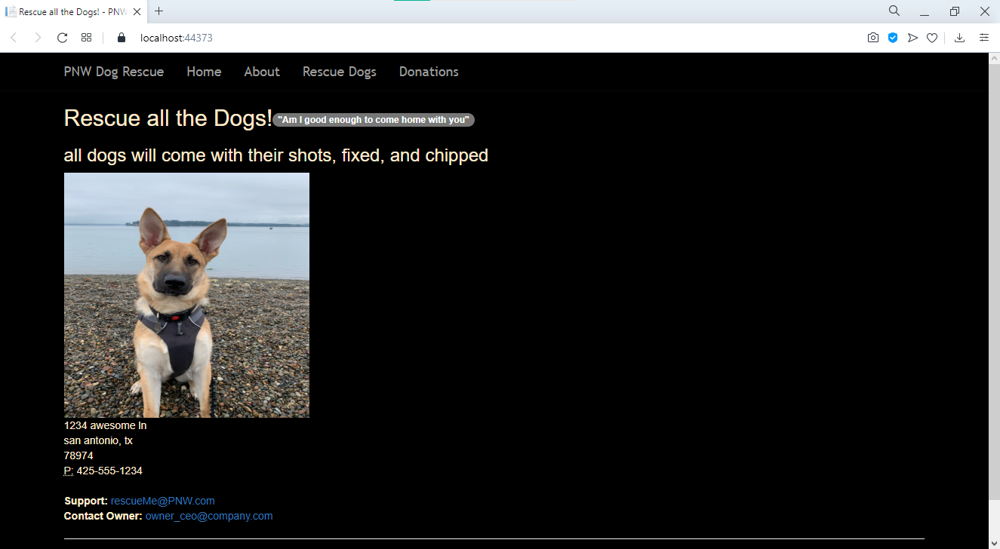 Rescue all the Dogs! - PNW
localhost:44373
PNW Dog Rescue Home About Rescue Dogs Donations
Rescue all the Dogs! "Am I good enough to come home with you"
all dogs will come with their shots, fixed, and chipped
1234 awesome ln
san antonio, tx
78974
P: 425-555-1234
Support: rescueMe@PNW.com
Contact Owner: owner_ceo@company.com